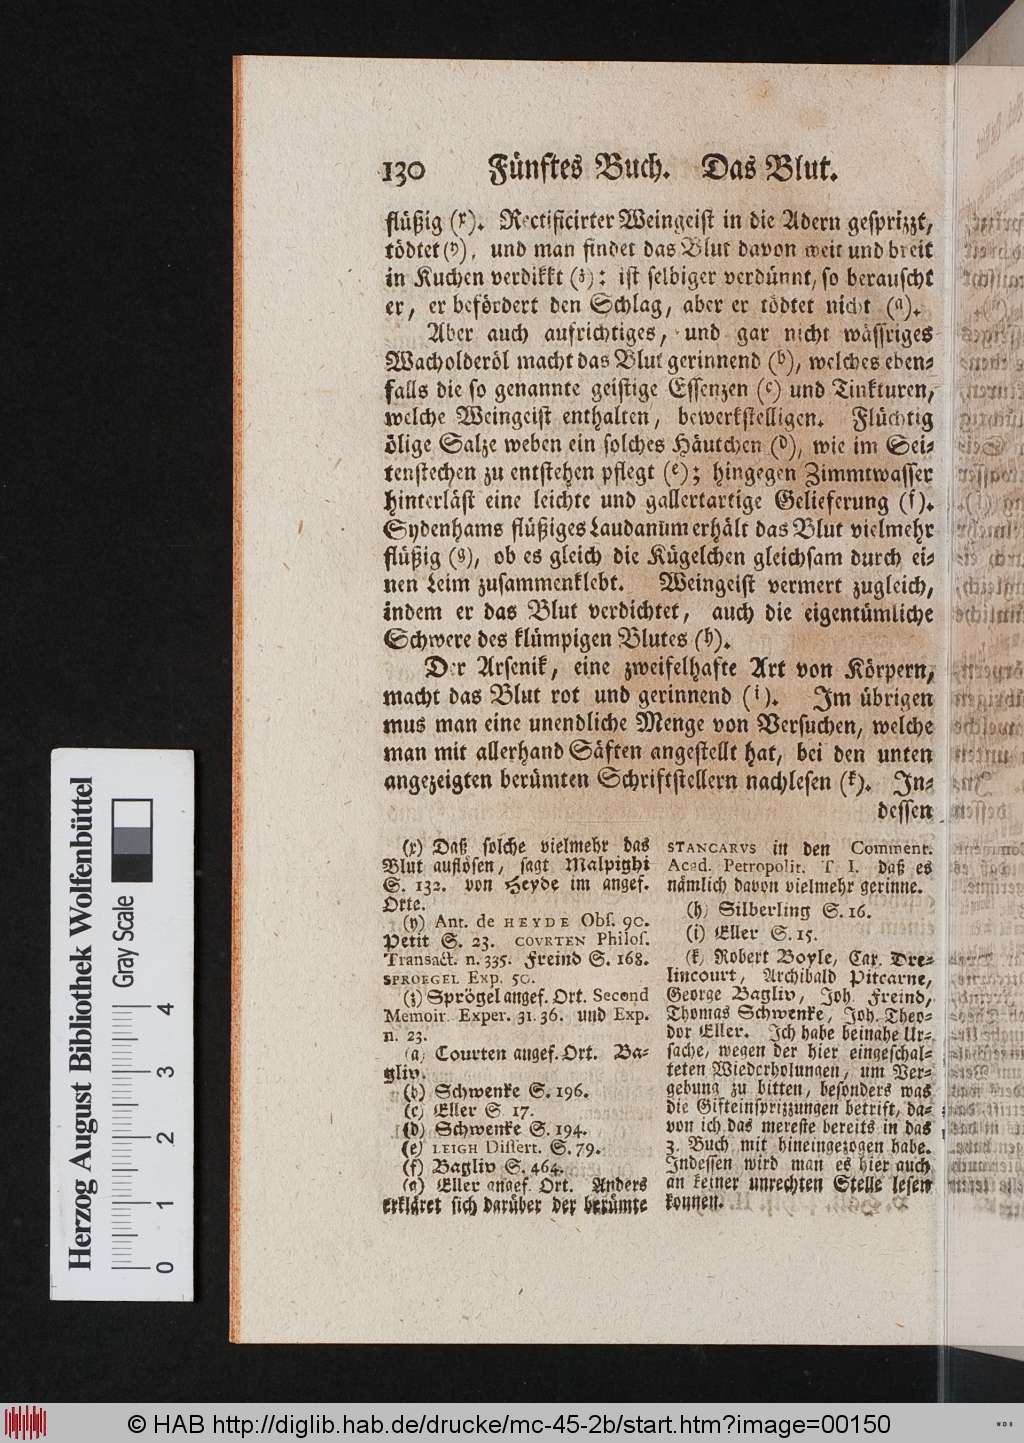 130 Fünftes Buch. Das Blut.
flüßig (x). Rectificirter Weingeist in die Adern gesprizzt,
tödtet (y), und man findet das Blut davon weit und breit
in Kuchen verdikkt (z): ist selbiger verdünnt, so berauscht
er, er befördert den Schlag, aber er tödtet nicht (a).
Aber auch aufrichtiges, und gar nicht wässriges
Wacholderöl macht das Blut gerinnend (b), welches eben-
falls die so genannte geistige Essenzen (c) und Tinkturen,
welche Weingeist enthalten, bewerkstelligen. Flüchtig
ölige Salze weben ein solches Häutchen (d), wie im Sei-
tenstechen zu entstehen pflegt (e); hingegen Zimmtwasser
hinterläst eine leichte und gallertartige Gelieferung (f).
Sydenhams flüßiges Laudanum erhält das Blut vielmehr
flüßig (g), ob es gleich die Kügelchen gleichsam durch ei-
nen Leim zusammenklebt. Weingeist vermert zugleich,
indem er das Blut verdichtet, auch die eigentümliche
Schwere des klümpigen Blutes (h).
Der Arsenik, eine zweifelhafte Art von Körpern,
macht das Blut rot und gerinnend (i). Im übrigen
mus man eine unendliche Menge von Versuchen, welche
man mit allerhand Säften angestellt hat, bei den unten
angezeigten berümten Schriftstellern nachlesen (k). In-
dessen
(x) Daß solche vielmehr das
Blut auflösen, sagt Malpighi
S. 132. von Heyde im angef.
Orte.
(y) Ant. de HEYDE Obs. 90.
Petit S. 23. COVRTEN Philos.
Transact. n. 335. Freind S. 168.
SPROEGEL Exp. 50.
(z) Sprögel angef. Ort. Second
Memoir. Exper. 31. 36. und Exp.
n. 23.
(a) Courten angef. Ort. Ba-
gliv.
(b) Schwenke S. 196.
(c) Eller S. 17.
(d) Schwenke S. 194.
(e) LEIGH Dissert. S. 79.
(f) Bagliv S. 464.
(g) Eller angef. Ort. Anders
erkläret sich darüber der berümte
STANCARVS in den Comment.
Acad. Petropolit. T I. daß es
nämlich davon vielmehr gerinne.
(h) Silberling S. 16.
(i) Eller S. 15.
(k) Robert Boyle, Car. Dre-
lincourt, Archibald Pitcarne,
George Bagliv, Joh. Freind,
Thomas Schwenke, Joh. Theo-
dor Eller. Ich habe beinahe Ur-
sache, wegen der hier eingeschal-
teten Wiederholungen, um Ver-
gebung zu bitten, besonders was
die Gifteinsprizzungen betrift, da-
von ich das mereste bereits in das
3. Buch mit hineingezogen habe.
Indessen wird man es hier auch
an keiner unrechten Stelle lesen
konnen.
Herzog August Bibliothek Wolfenbüttel
Gray Scale
0 1 2 3 4
© HAB http://diglib.hab.de/drucke/mc-45-2b/start.htm?image=00150